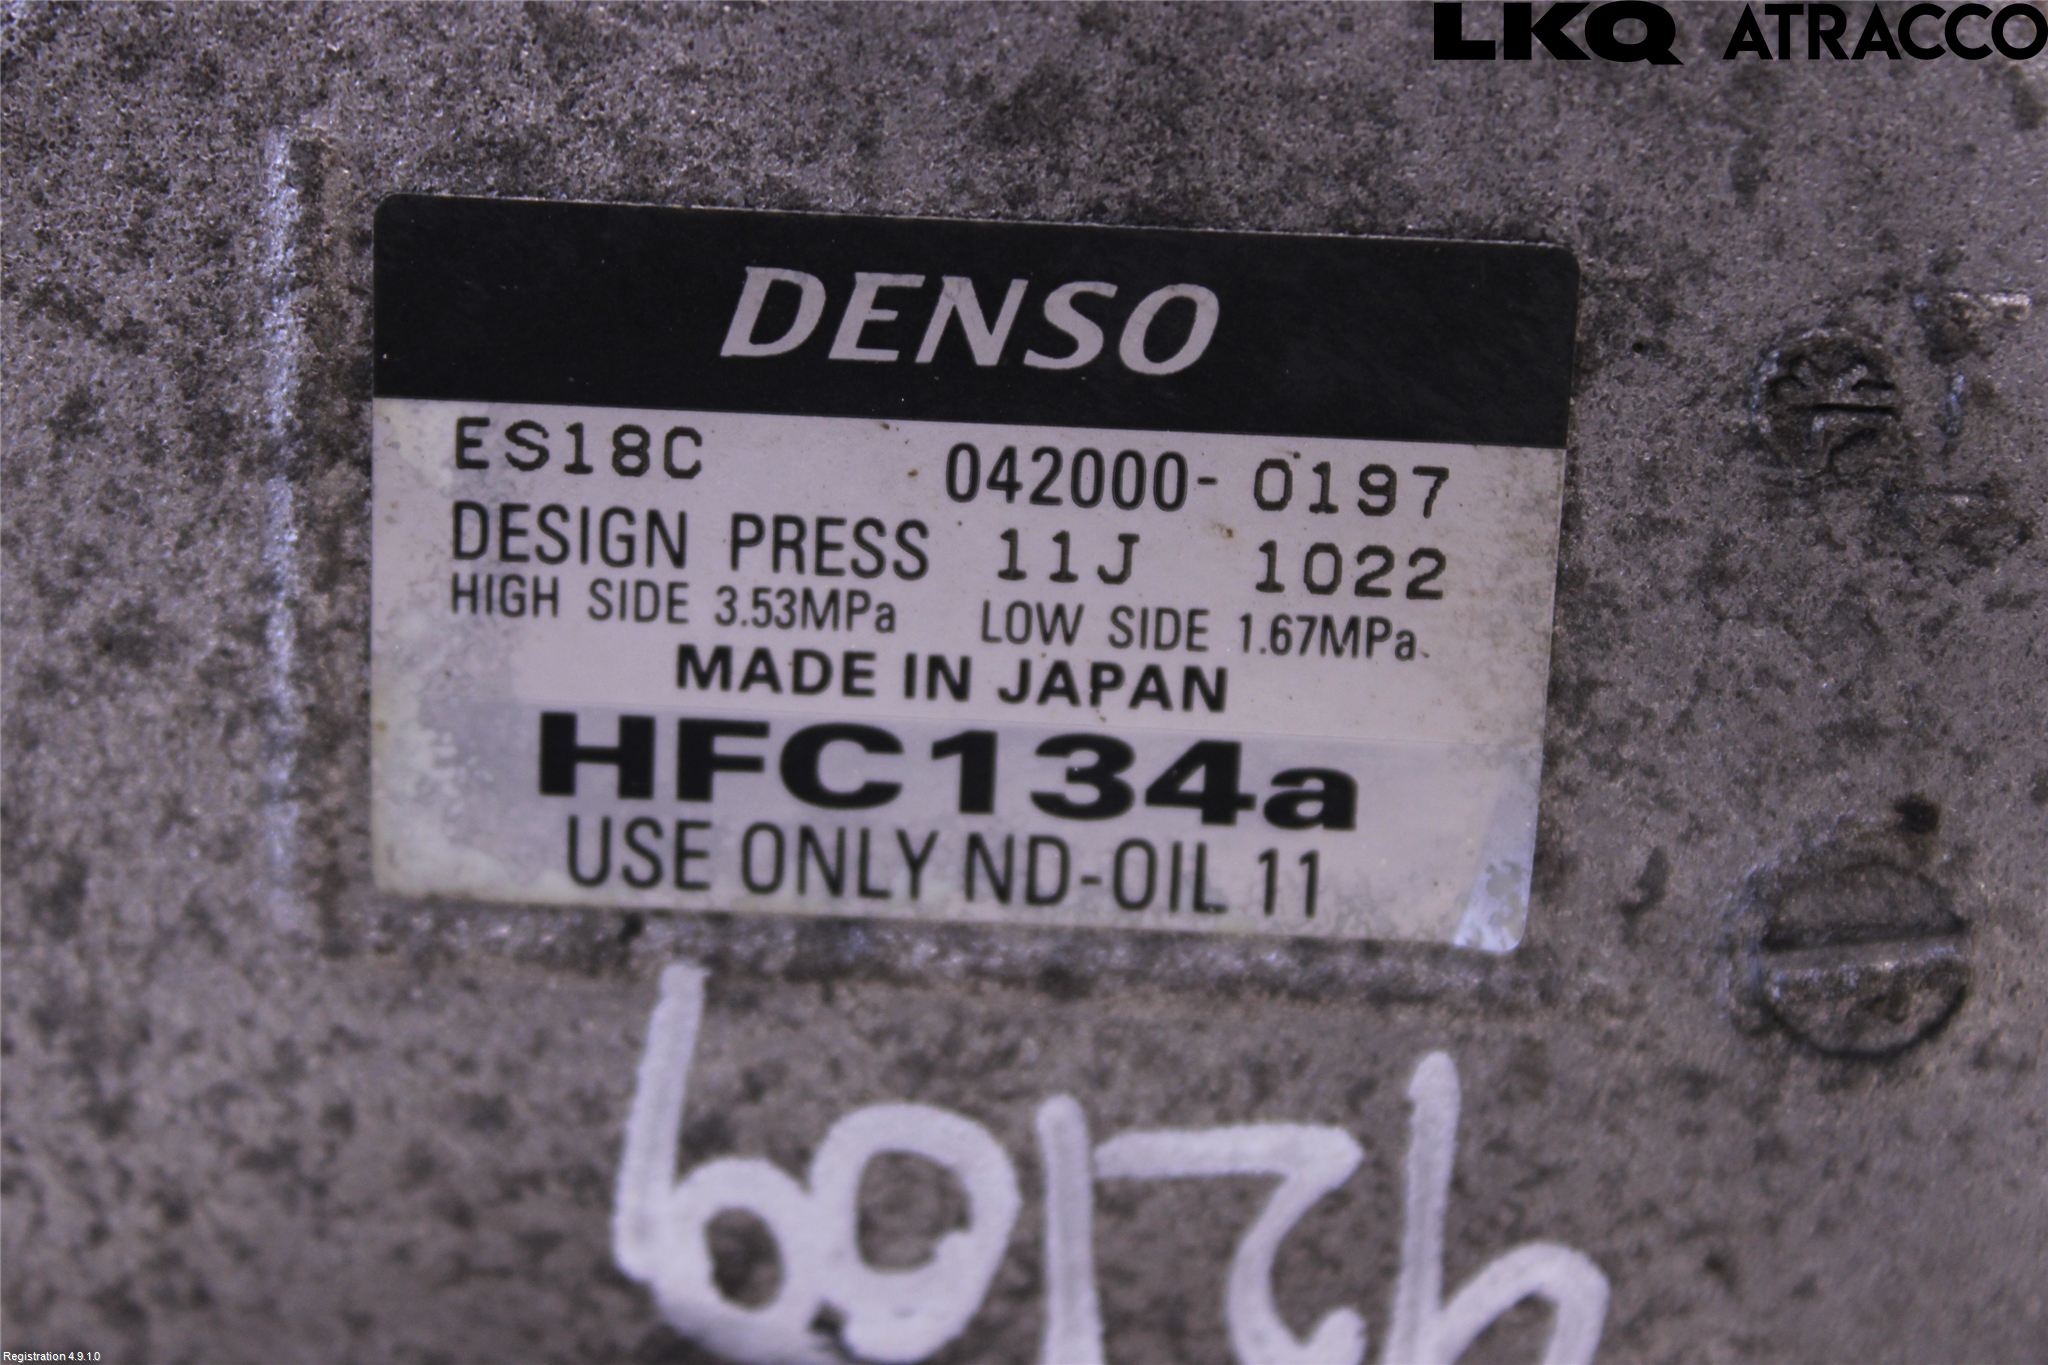 LKQ ATRACCO
DENSO
ES18C 042000-0197
DESIGN PRESS 11J 1022
HIGH SIDE 3.53MPa LOW SIDE 1.67MPa
MADE IN JAPAN
HFC134a
USE ONLY ND-OIL 11
Registration 4.9.1.0